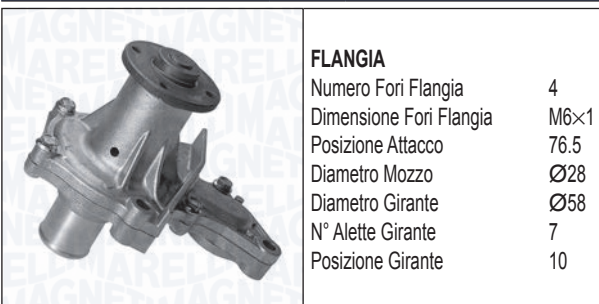 FLANGIA
Numero Fori Flangia 4
Dimensione Fori Flangia M6×1
Posizione Attacco 76.5
Diametro Mozzo Ø28
Diametro Girante Ø58
N° Alette Girante 7
Posizione Girante 10